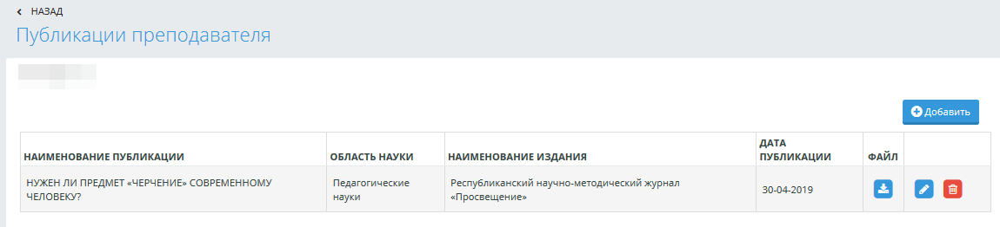 НАЗАД
Публикации преподавателя
Добавить
НАИМЕНОВАНИЕ ПУБЛИКАЦИИ
ОБЛАСТЬ НАУКИ
НАИМЕНОВАНИЕ ИЗДАНИЯ
ДАТА
ПУБЛИКАЦИИ
ФАЙЛ
НУЖЕН ЛИ ПРЕДМЕТ «ЧЕРЧЕНИЕ» СОВРЕМЕННОМУ
ЧЕЛОВЕКУ?
Педагогические
науки
Республиканский научно-методический журнал
«Просвещение»
30-04-2019